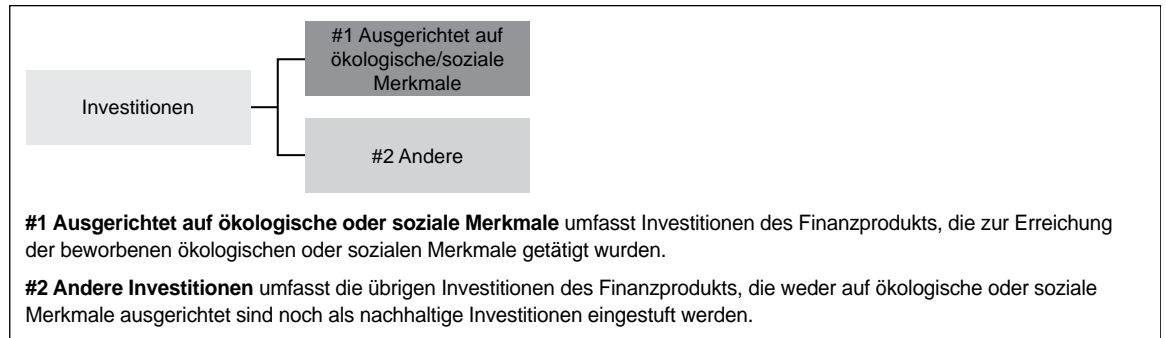 #1 Ausgerichtet auf
ökologische/soziale
Merkmale
Investitionen
#2 Andere
#1 Ausgerichtet auf ökologische oder soziale Merkmale umfasst Investitionen des Finanzprodukts, die zur Erreichung
der beworbenen ökologischen oder sozialen Merkmale getätigt wurden.
#2 Andere Investitionen umfasst die übrigen Investitionen des Finanzprodukts, die weder auf ökologische oder soziale
Merkmale ausgerichtet sind noch als nachhaltige Investitionen eingestuft werden.